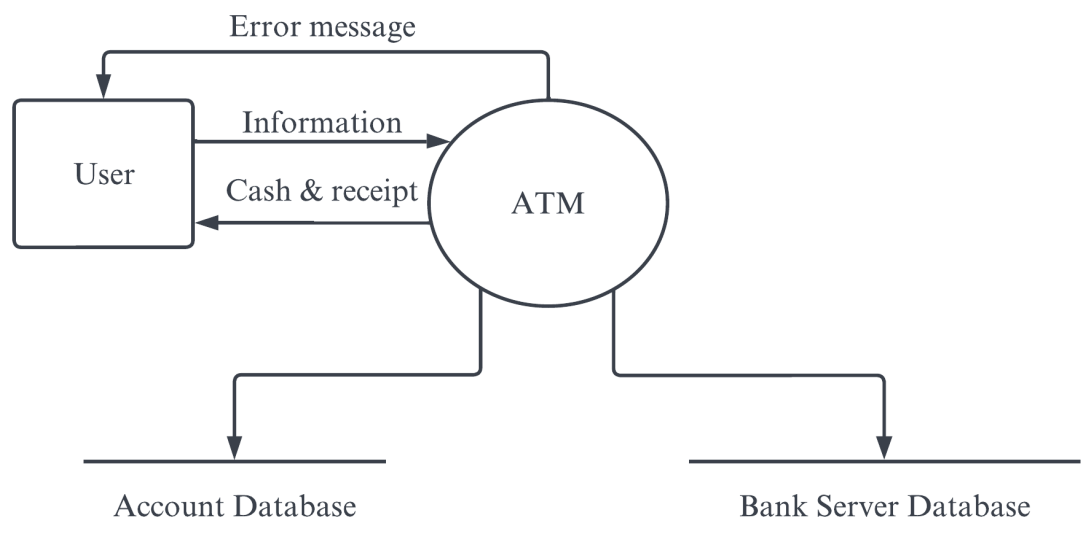 Error message
Information
User
Cash & receipt
ATM
Account Database
Bank Server Database